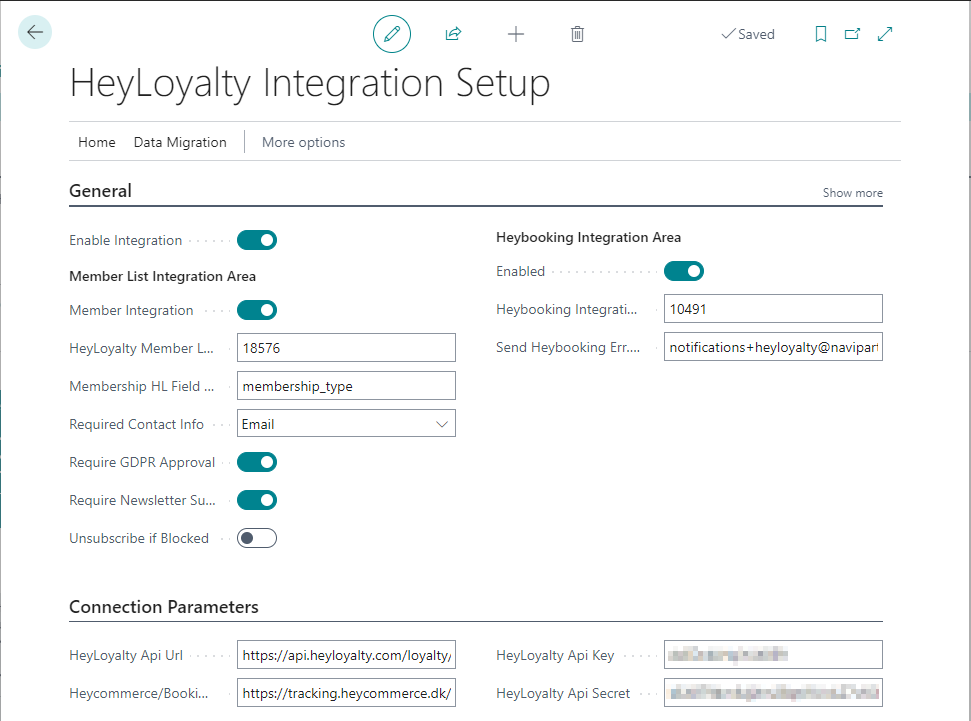 Saved
HeyLoyalty Integration Setup
Home Data Migration More options
General Show more
Enable Integration
Member List Integration Area
Member Integration
HeyLoyalty Member L... 18576
Membership HL Field ... membership_type
Required Contact Info Email
Require GDPR Approval
Require Newsletter Su...
Unsubscribe if Blocked
Heybooking Integration Area
Enabled
Heybooking Integrati... 10491
Send Heybooking Err.... notifications+heyloyalty@navipart
Connection Parameters
HeyLoyalty Api Url https://api.heyloyalty.com/loyalty/
Heycommerce/Booki... https://tracking.heycommerce.dk/
HeyLoyalty Api Key
HeyLoyalty Api Secret